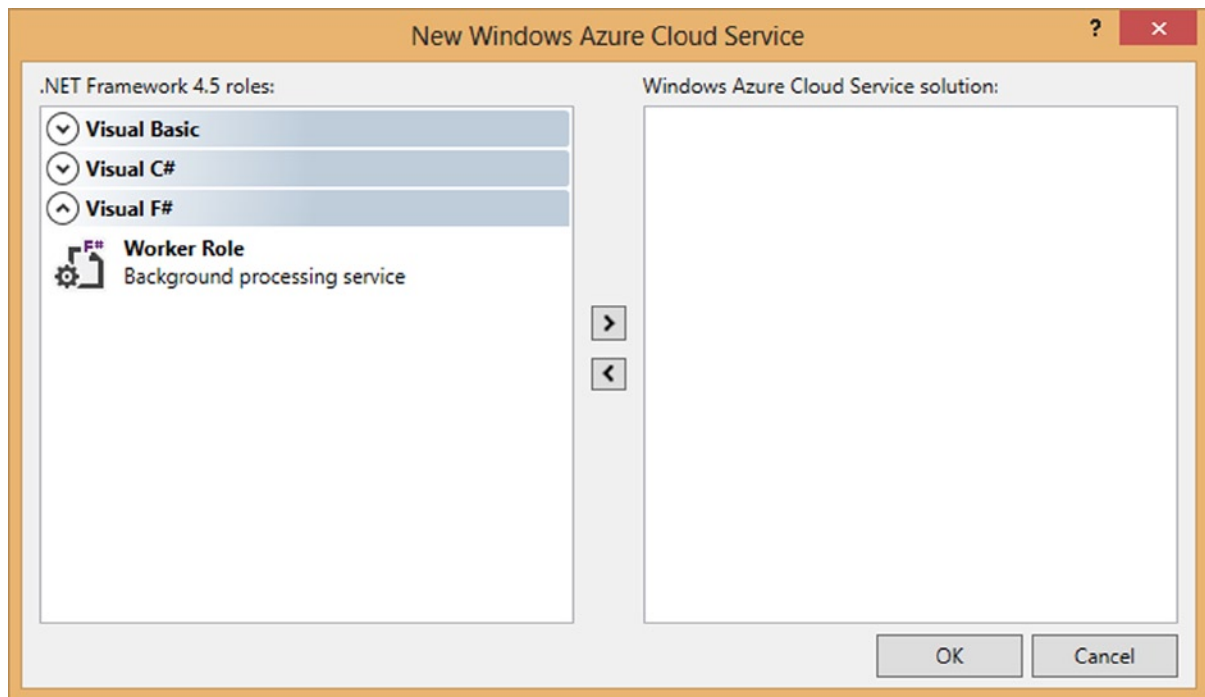 New Windows Azure Cloud Service
?
.NET Framework 4.5 roles:
Windows Azure Cloud Service solution:
Visual Basic
Visual C#
Visual F#
F#
Worker Role
Background processing service
OK
Cancel